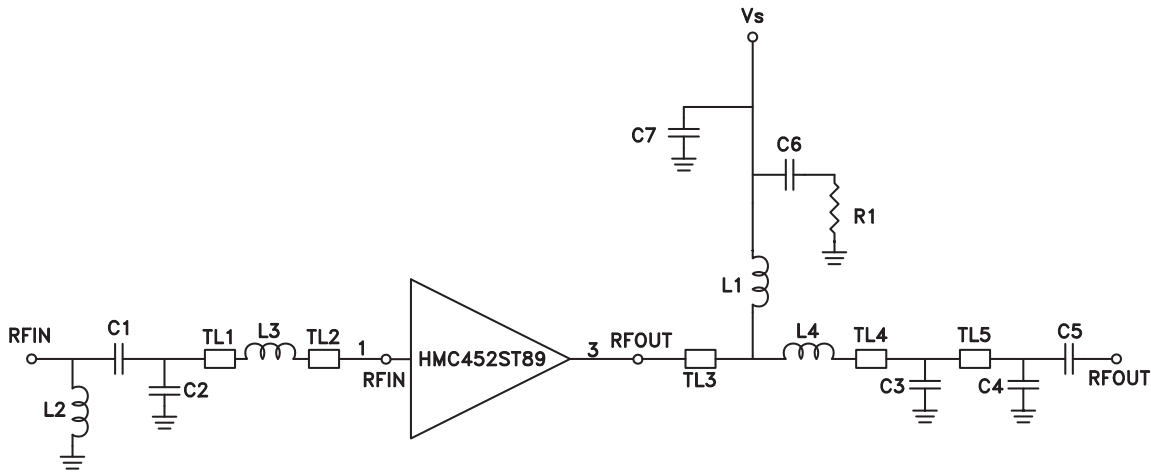 Vs
C7
C6
R1
L1
RFIN
C1
TL1
L3
TL2
1
RFIN
HMC452ST89
3
RFOUT
TL3
L4
TL4
TL5
C5
RFOUT
L2
C2
C3
C4